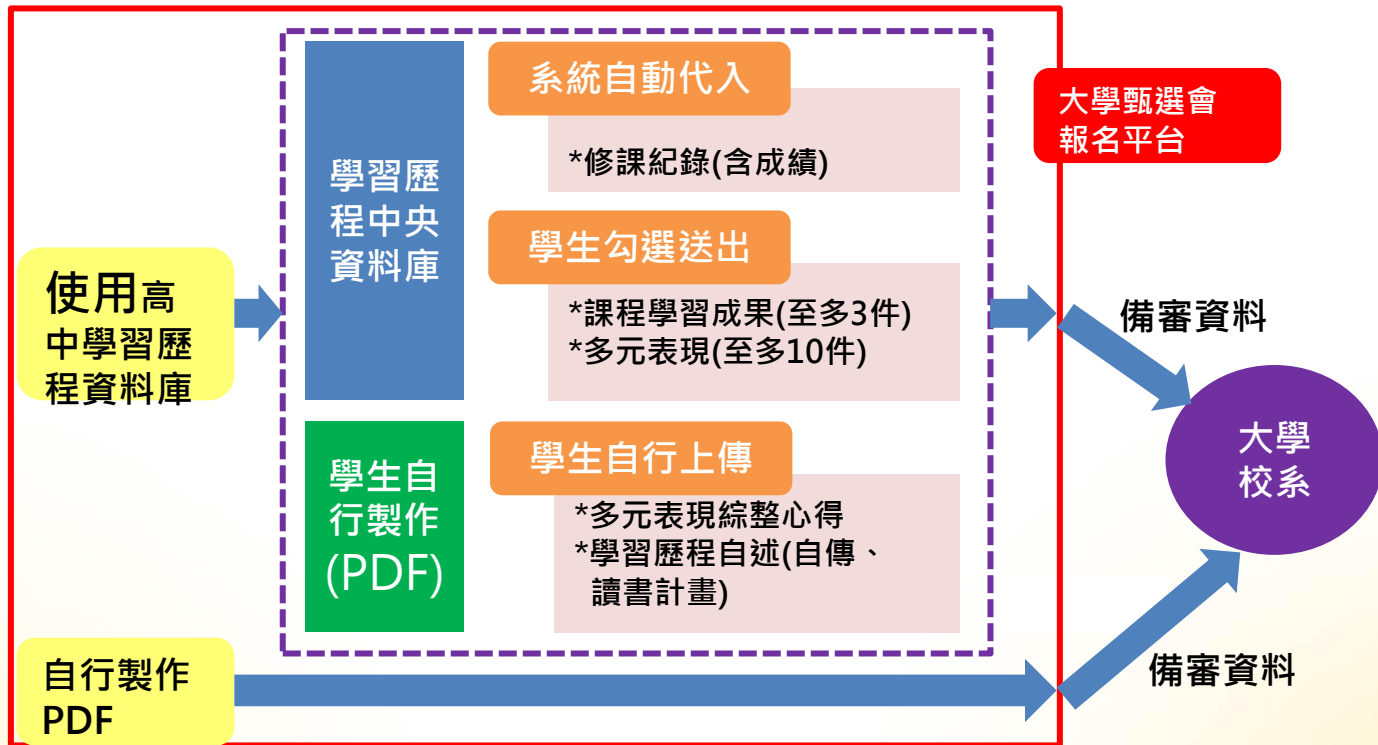 使用高
中學習歷
程資料庫
學習歷
程中央
資料庫
系統自動代入
*修課紀錄(含成績)
學生勾選送出
*課程學習成果(至多3件)
*多元表現(至多10件)
學生自
行製作
(PDF)
學生自行上傳
*多元表現綜整心得
*學習歷程自述(自傳、
讀書計畫)
大學甄選會
報名平台
備審資料
大學
校系
自行製作
PDF
備審資料